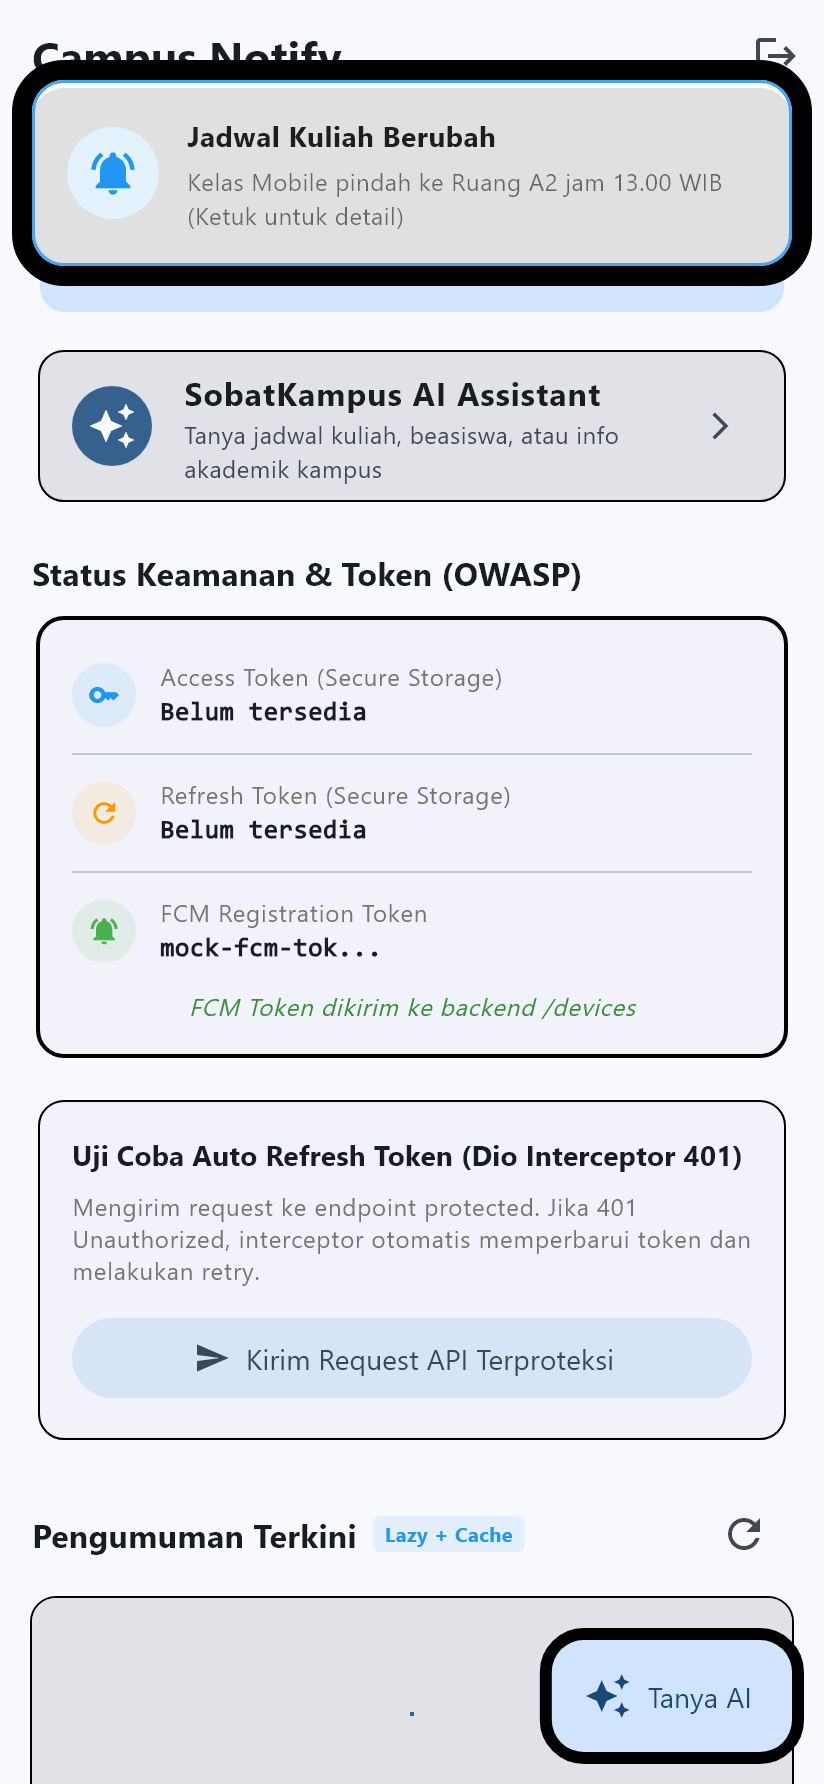 Campus Notify
Jadwal Kuliah Berubah
Kelas Mobile pindah ke Ruang A2 jam 13.00 WIB
(Ketuk untuk detail)
SobatKampus AI Assistant
Tanya jadwal kuliah, beasiswa, atau info
akademik kampus
Status Keamanan & Token (OWASP)
Access Token (Secure Storage)
Belum tersedia
Refresh Token (Secure Storage)
Belum tersedia
FCM Registration Token
mock-fcm-tok...
FCM Token dikirim ke backend /devices
Uji Coba Auto Refresh Token (Dio Interceptor 401)
Mengirim request ke endpoint protected. Jika 401
Unauthorized, interceptor otomatis memperbarui token dan
melakukan retry.
Kirim Request API Terproteksi
Pengumuman Terkini
Lazy + Cache
Tanya AI